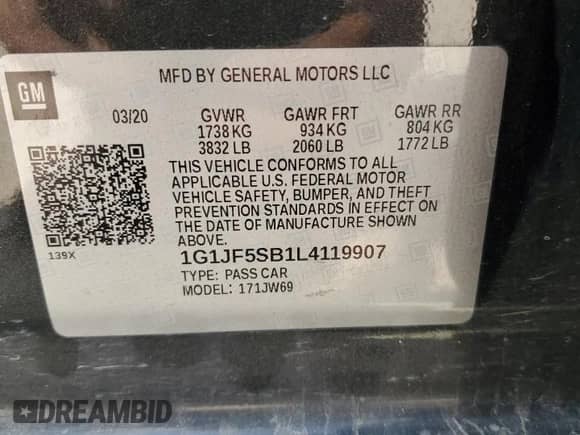 GM
MFD BY GENERAL MOTORS LLC
03/20 GVWR GAWR FRT GAWR RR
1738 KG 934 KG 804 KG
3832 LB 2060 LB 1772 LB
THIS VEHICLE CONFORMS TO ALL
APPLICABLE U.S. FEDERAL MOTOR
VEHICLE SAFETY, BUMPER, AND THEFT
PREVENTION STANDARDS IN EFFECT ON
THE DATE OF MANUFACTURE SHOWN
ABOVE.
139X
1G1JF5SB1L4119907
TYPE: PASS CAR
MODEL: 171JW69
DREAMBID
dreambid.com